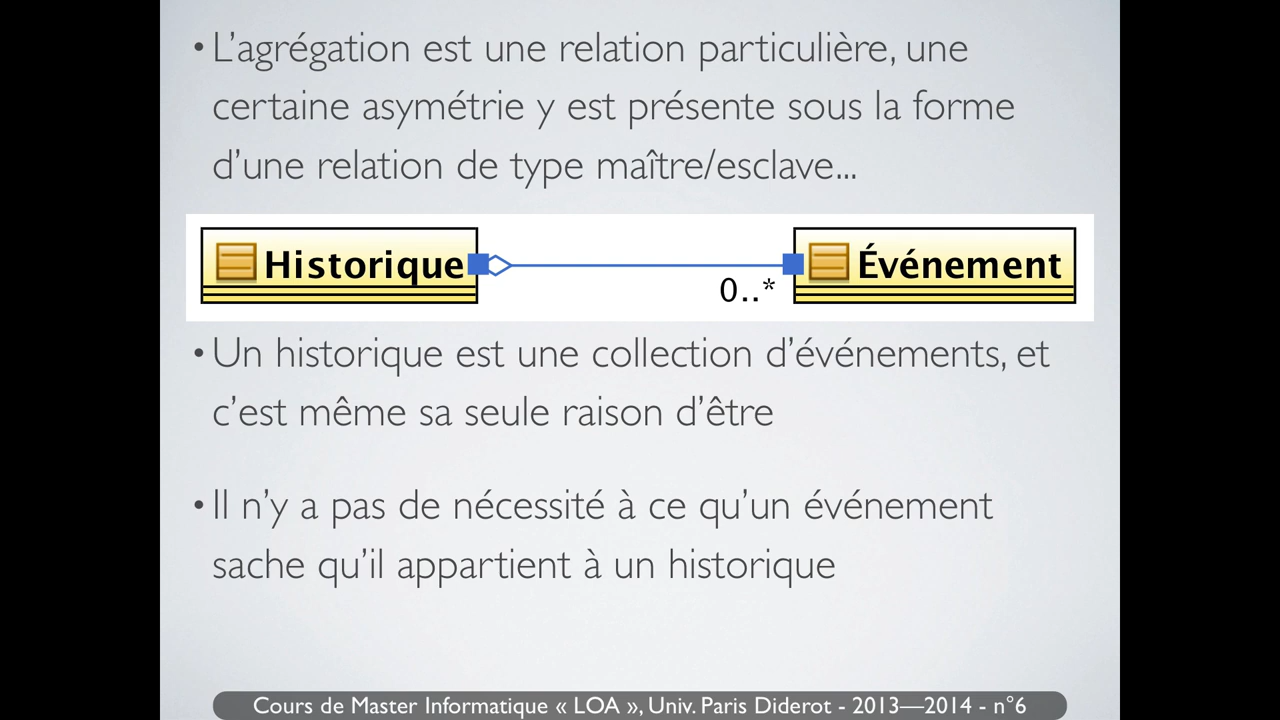 • L’agrégation est une relation particulière, une
certaine asymétrie y est présente sous la forme
d’une relation de type maître/esclave...
Historique
Événement
0..*
• Un historique est une collection d’événements, et
c’est même sa seule raison d’être
• Il n’y a pas de nécessité à ce qu’un événement
sache qu’il appartient à un historique
Cours de Master Informatique « LOA », Univ. Paris Diderot - 2013—2014 - n°6